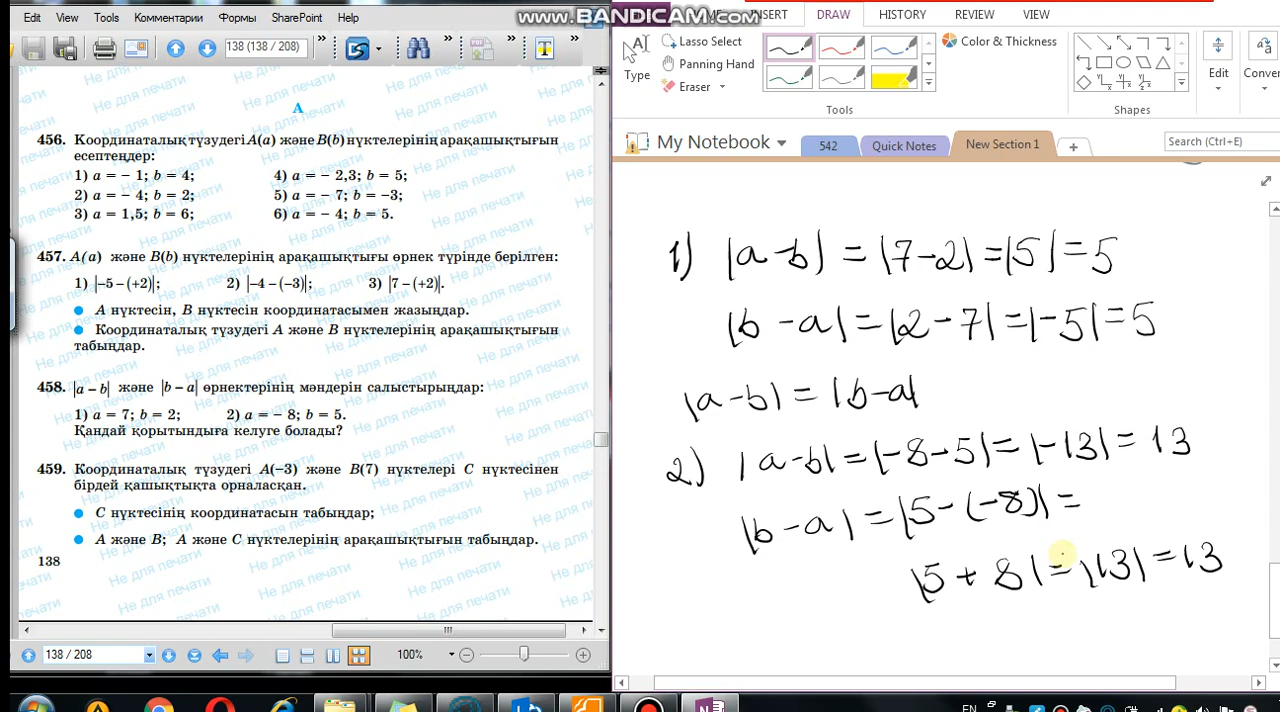 Edit View Tools Комментарии Формы SharePoint Help
www.BANDICAM.com
INSERT DRAW HISTORY REVIEW VIEW
138 (138 / 208)
Type
Lasso Select
Panning Hand
Eraser
Tools
Color & Thickness
Shapes
Edit
Conver
My Notebook
542
Quick Notes
New Section 1
Search (Ctrl+E)
Не для печати
A
456. Координаталық түзудегі A(a) және B(b) нүктелерінің арақашықтығын
есептеңдер:
1) a = – 1; b = 4; 4) a = – 2,3; b = 5;
2) a = – 4; b = 2; 5) a = – 7; b = –3;
3) a = 1,5; b = 6; 6) a = – 4; b = 5.
457. A(a) және B(b) нүктелерінің арақашықтығы өрнек түрінде берілген:
1) |–5 – (+2)|; 2) |–4 – (–3)|; 3) |7 – (+2)|.
A нүктесін, B нүктесін координатасымен жазыңдар.
Координаталық түзудегі A және B нүктелерінің арақашықтығын
табыңдар.
458. |a – b| және |b – a| өрнектерінің мәндерін салыстырыңдар:
1) a = 7; b = 2; 2) a = – 8; b = 5.
Қандай қорытындыға келуге болады?
459. Координаталық түзудегі A(–3) және B(7) нүктелері C нүктесінен
бірдей қашықтықта орналасқан.
C нүктесінің координатасын табыңдар;
A және B; A және C нүктелерінің арақашықтығын табыңдар.
138
1) |a – b| = |7 – 2| = |5| = 5
|b – a| = |2 – 7| = |– 5| = 5
|a – b| = |b – a|
2) |a – b| = |–8 – 5| = |–13| = 13
|b – a| = |5 – (–8)| =
|5 + 8| = |13| = 13
138 / 208
100%
EN